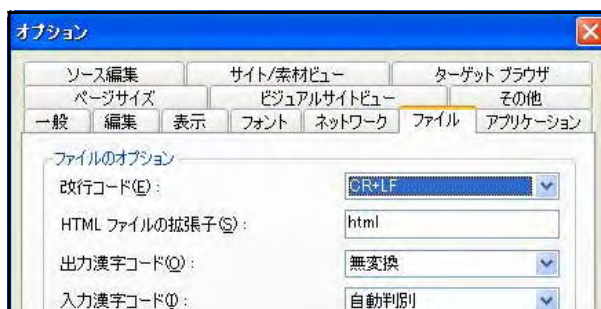 オプション
ソース編集 サイト/素材ビュー ターゲット ブラウザ
ページサイズ ビジュアルサイトビュー その他
一般 編集 表示 フォント ネットワーク ファイル アプリケーション
ファイルのオプション
改行コード(E): CR+LF
HTML ファイルの拡張子(S): html
出力漢字コード(O): 無変換
入力漢字コード(I): 自動判別